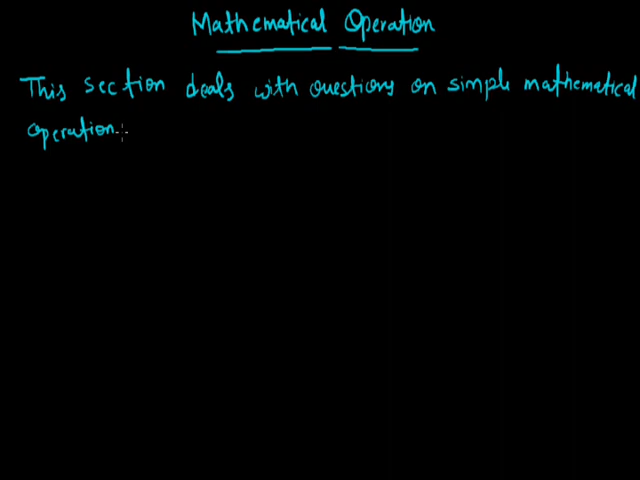 Mathematical Operation
This section deals with questions on simple mathematical
operation.